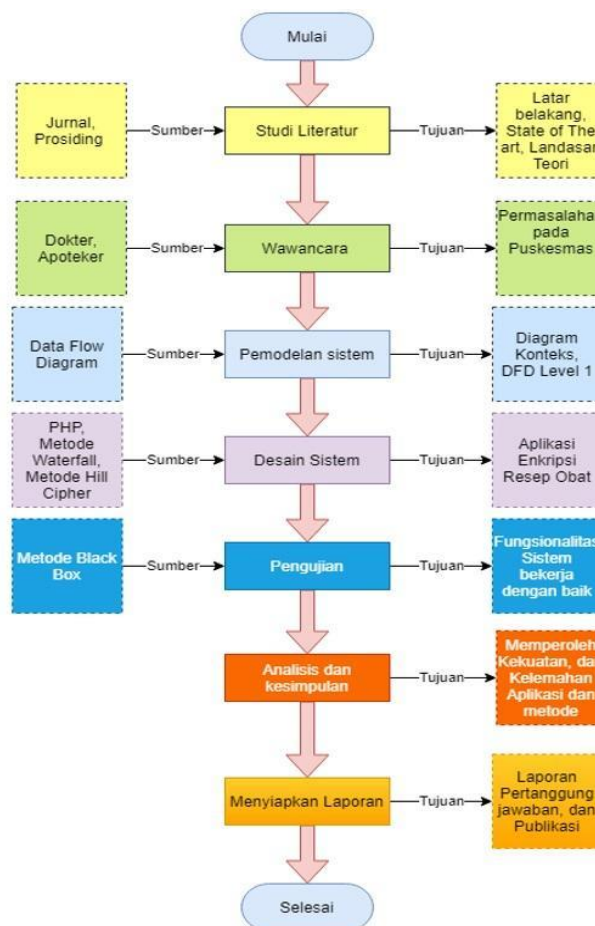 Mulai
Jurnal,
Prosiding
Sumber
Studi Literatur
Tujuan
Latar
belakang,
State of The
art, Landasan
Teori
Dokter,
Apoteker
Sumber
Wawancara
Tujuan
Permasalahan
pada
Puskesmas
Data Flow
Diagram
Sumber
Pemodelan sistem
Tujuan
Diagram
Konteks,
DFD Level 1
PHP,
Metode
Waterfall,
Metode Hill
Cipher
Sumber
Desain Sistem
Tujuan
Aplikasi
Enkripsi
Resep Obat
Metode Black
Box
Sumber
Pengujian
Tujuan
Fungsionalitas
Sistem
bekerja
dengan baik
Analisis dan
kesimpulan
Tujuan
Memperoleh
Kekuatan, dan
Kelemahan
Aplikasi dan
metode
Menyiapkan Laporan
Tujuan
Laporan
Pertanggung
jawaban, dan
Publikasi
Selesai